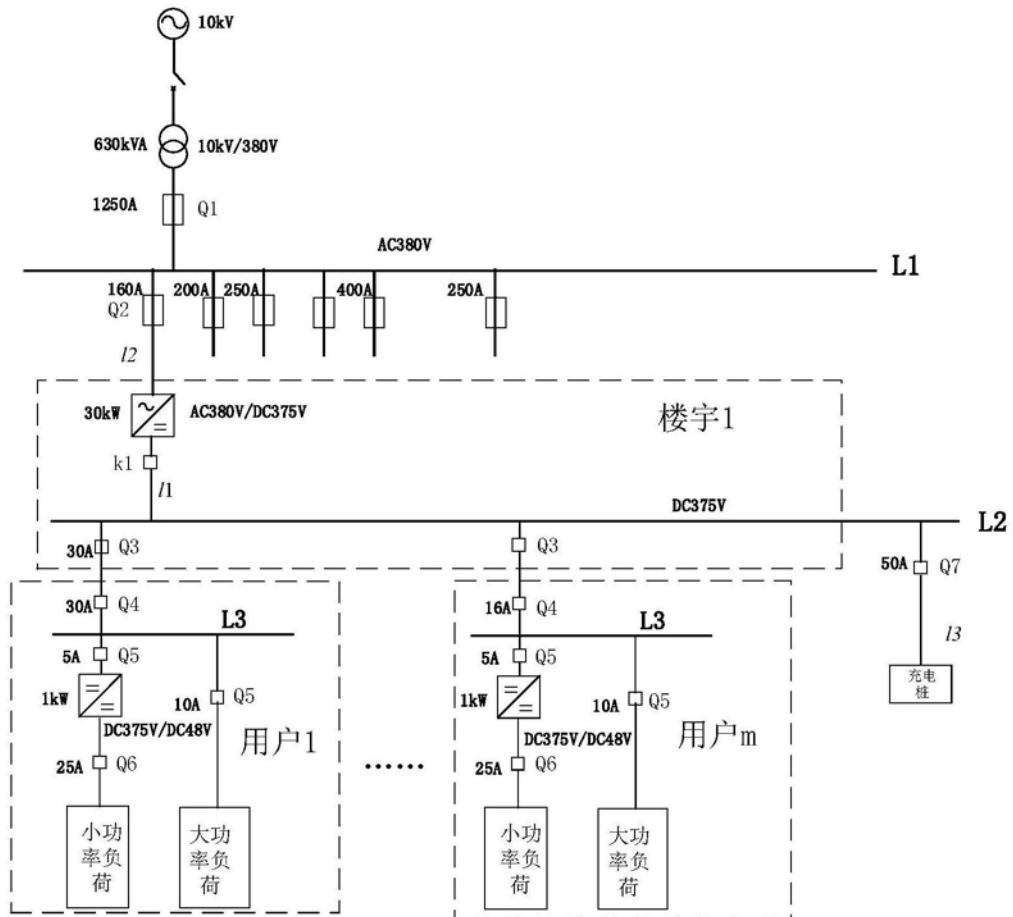 10kV
630kVA
10kV/380V
1250A
Q1
AC380V
L1
160A
200A
250A
400A
250A
Q2
l2
30kW
AC380V/DC375V
楼宇1
k1
l1
DC375V
L2
30A
Q3
Q3
50A
Q7
30A
Q4
16A
Q4
L3
L3
l3
5A
Q5
5A
Q5
1kW
10A
Q5
1kW
10A
Q5
充电
桩
DC375V/DC48V
用户1
DC375V/DC48V
用户m
25A
Q6
······
25A
Q6
小功
率负
荷
大功
率负
荷
小功
率负
荷
大功
率负
荷